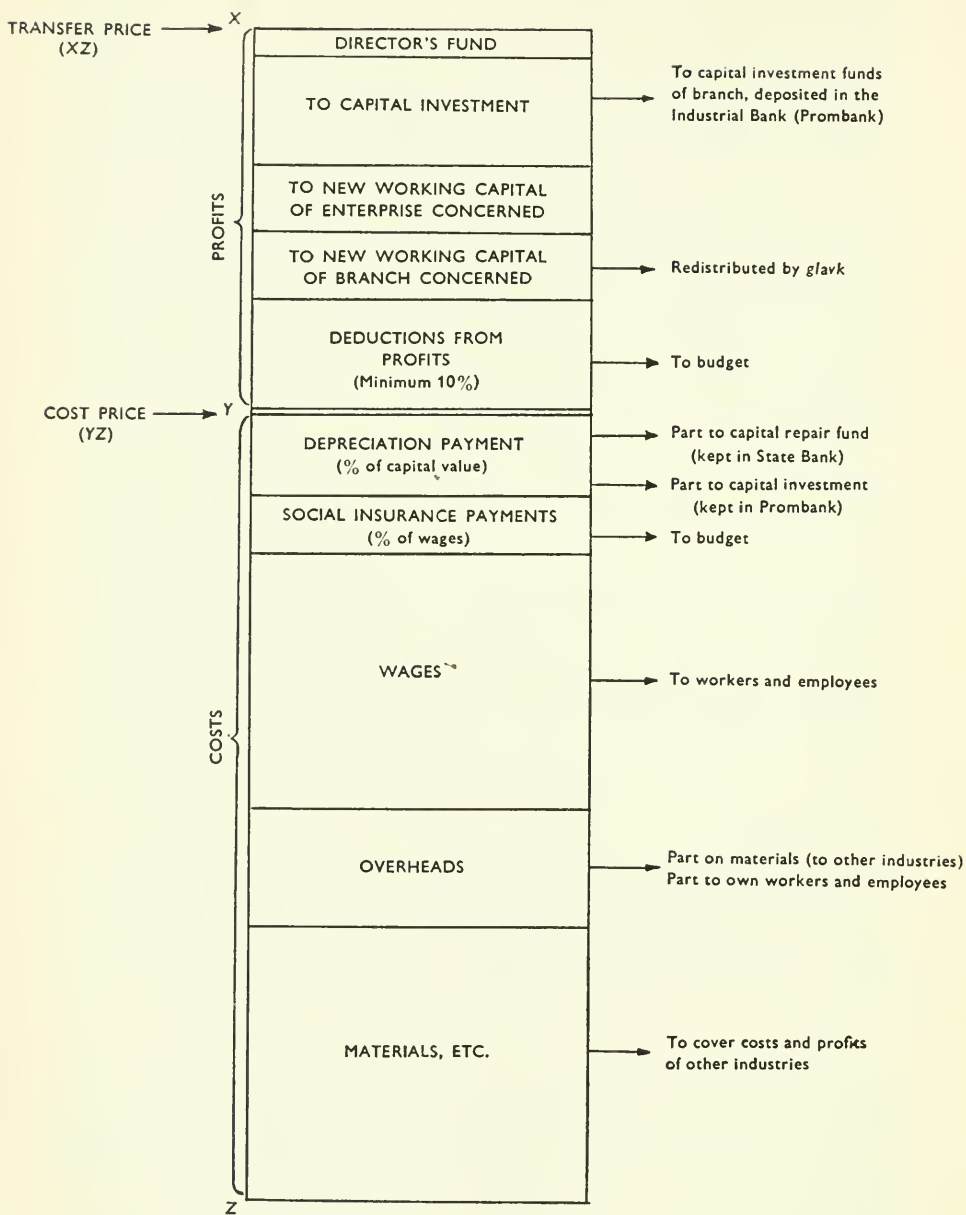 X
TRANSFER PRICE
(XZ)
DIRECTOR'S FUND
TO CAPITAL INVESTMENT
To capital investment funds
of branch, deposited in the
Industrial Bank (Prombank)
PROFITS
TO NEW WORKING CAPITAL
OF ENTERPRISE CONCERNED
TO NEW WORKING CAPITAL
OF BRANCH CONCERNED
Redistributed by glavk
DEDUCTIONS FROM
PROFITS
(Minimum 10%)
To budget
COST PRICE
(YZ)
Y
DEPRECIATION PAYMENT
(% of capital value)
Part to capital repair fund
(kept in State Bank)
Part to capital investment
(kept in Prombank)
SOCIAL INSURANCE PAYMENTS
(% of wages)
To budget
WAGES
To workers and employees
COSTS
OVERHEADS
Part on materials (to other industries)
Part to own workers and employees
MATERIALS, ETC.
To cover costs and profits
of other industries
Z